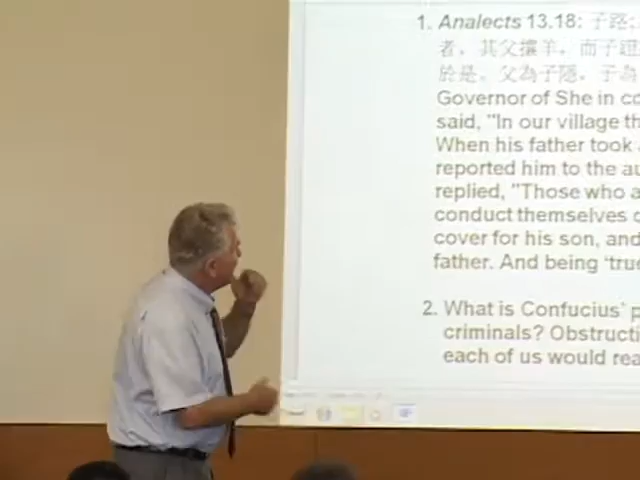 1. Analects 13.18: 子路:
者，其父攘羊，而子證
於是，父為子隱，子為
Governor of She in co
said, "In our village th
When his father took
reported him to the au
replied, "Those who a
conduct themselves
cover for his son, and
father. And being 'true
2. What is Confucius' p
criminals? Obstructi
each of us would rea